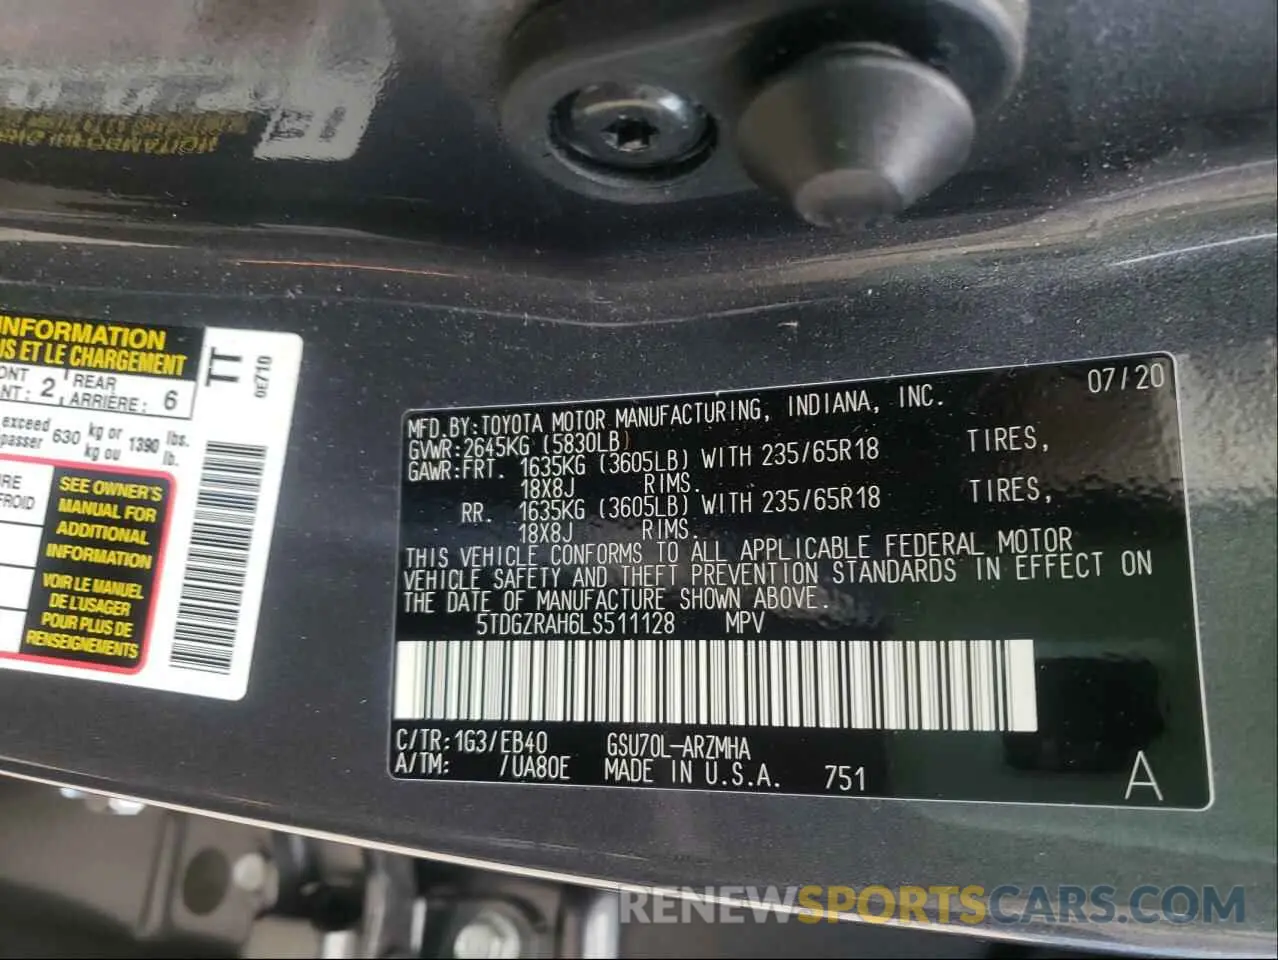 INFORMATION
US ET LE CHARGEMENT
2 REAR
ARRIÈRE: 6
TT
0E710
exceed 630 kg or 1390 lbs.
kg ou lb.
SEE OWNER'S
MANUAL FOR
ADDITIONAL
INFORMATION
VOIR LE MANUEL
DE L'USAGER
POUR PLUS DE
RENSEIGNEMENTS
07/20
MFD. BY: TOYOTA MOTOR MANUFACTURING, INDIANA, INC.
GVWR: 2645KG (5830LB)
GAWR: FRT. 1635KG (3605LB) WITH 235/65R18 TIRES,
18X8J RIMS.
RR. 1635KG (3605LB) WITH 235/65R18 TIRES,
18X8J RIMS.
THIS VEHICLE CONFORMS TO ALL APPLICABLE FEDERAL MOTOR
VEHICLE SAFETY AND THEFT PREVENTION STANDARDS IN EFFECT ON
THE DATE OF MANUFACTURE SHOWN ABOVE.
5TDGZRAH6LS511128 MPV
C/TR: 1G3/EB40 GSU70L-ARZMHA
A/TM: /UA80E MADE IN U.S.A. 751
A
RENEWSPORTSCARS.COM